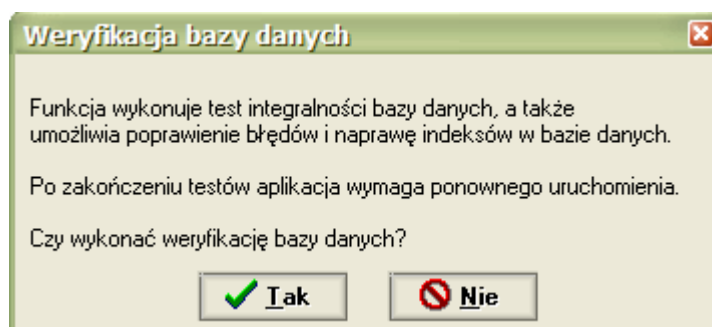 Weryfikacja bazy danych
Funkcja wykonuje test integralności bazy danych, a także
umożliwia poprawienie błędów i naprawę indeksów w bazie danych.
Po zakończeniu testów aplikacja wymaga ponownego uruchomienia.
Czy wykonać weryfikację bazy danych?
Tak Nie